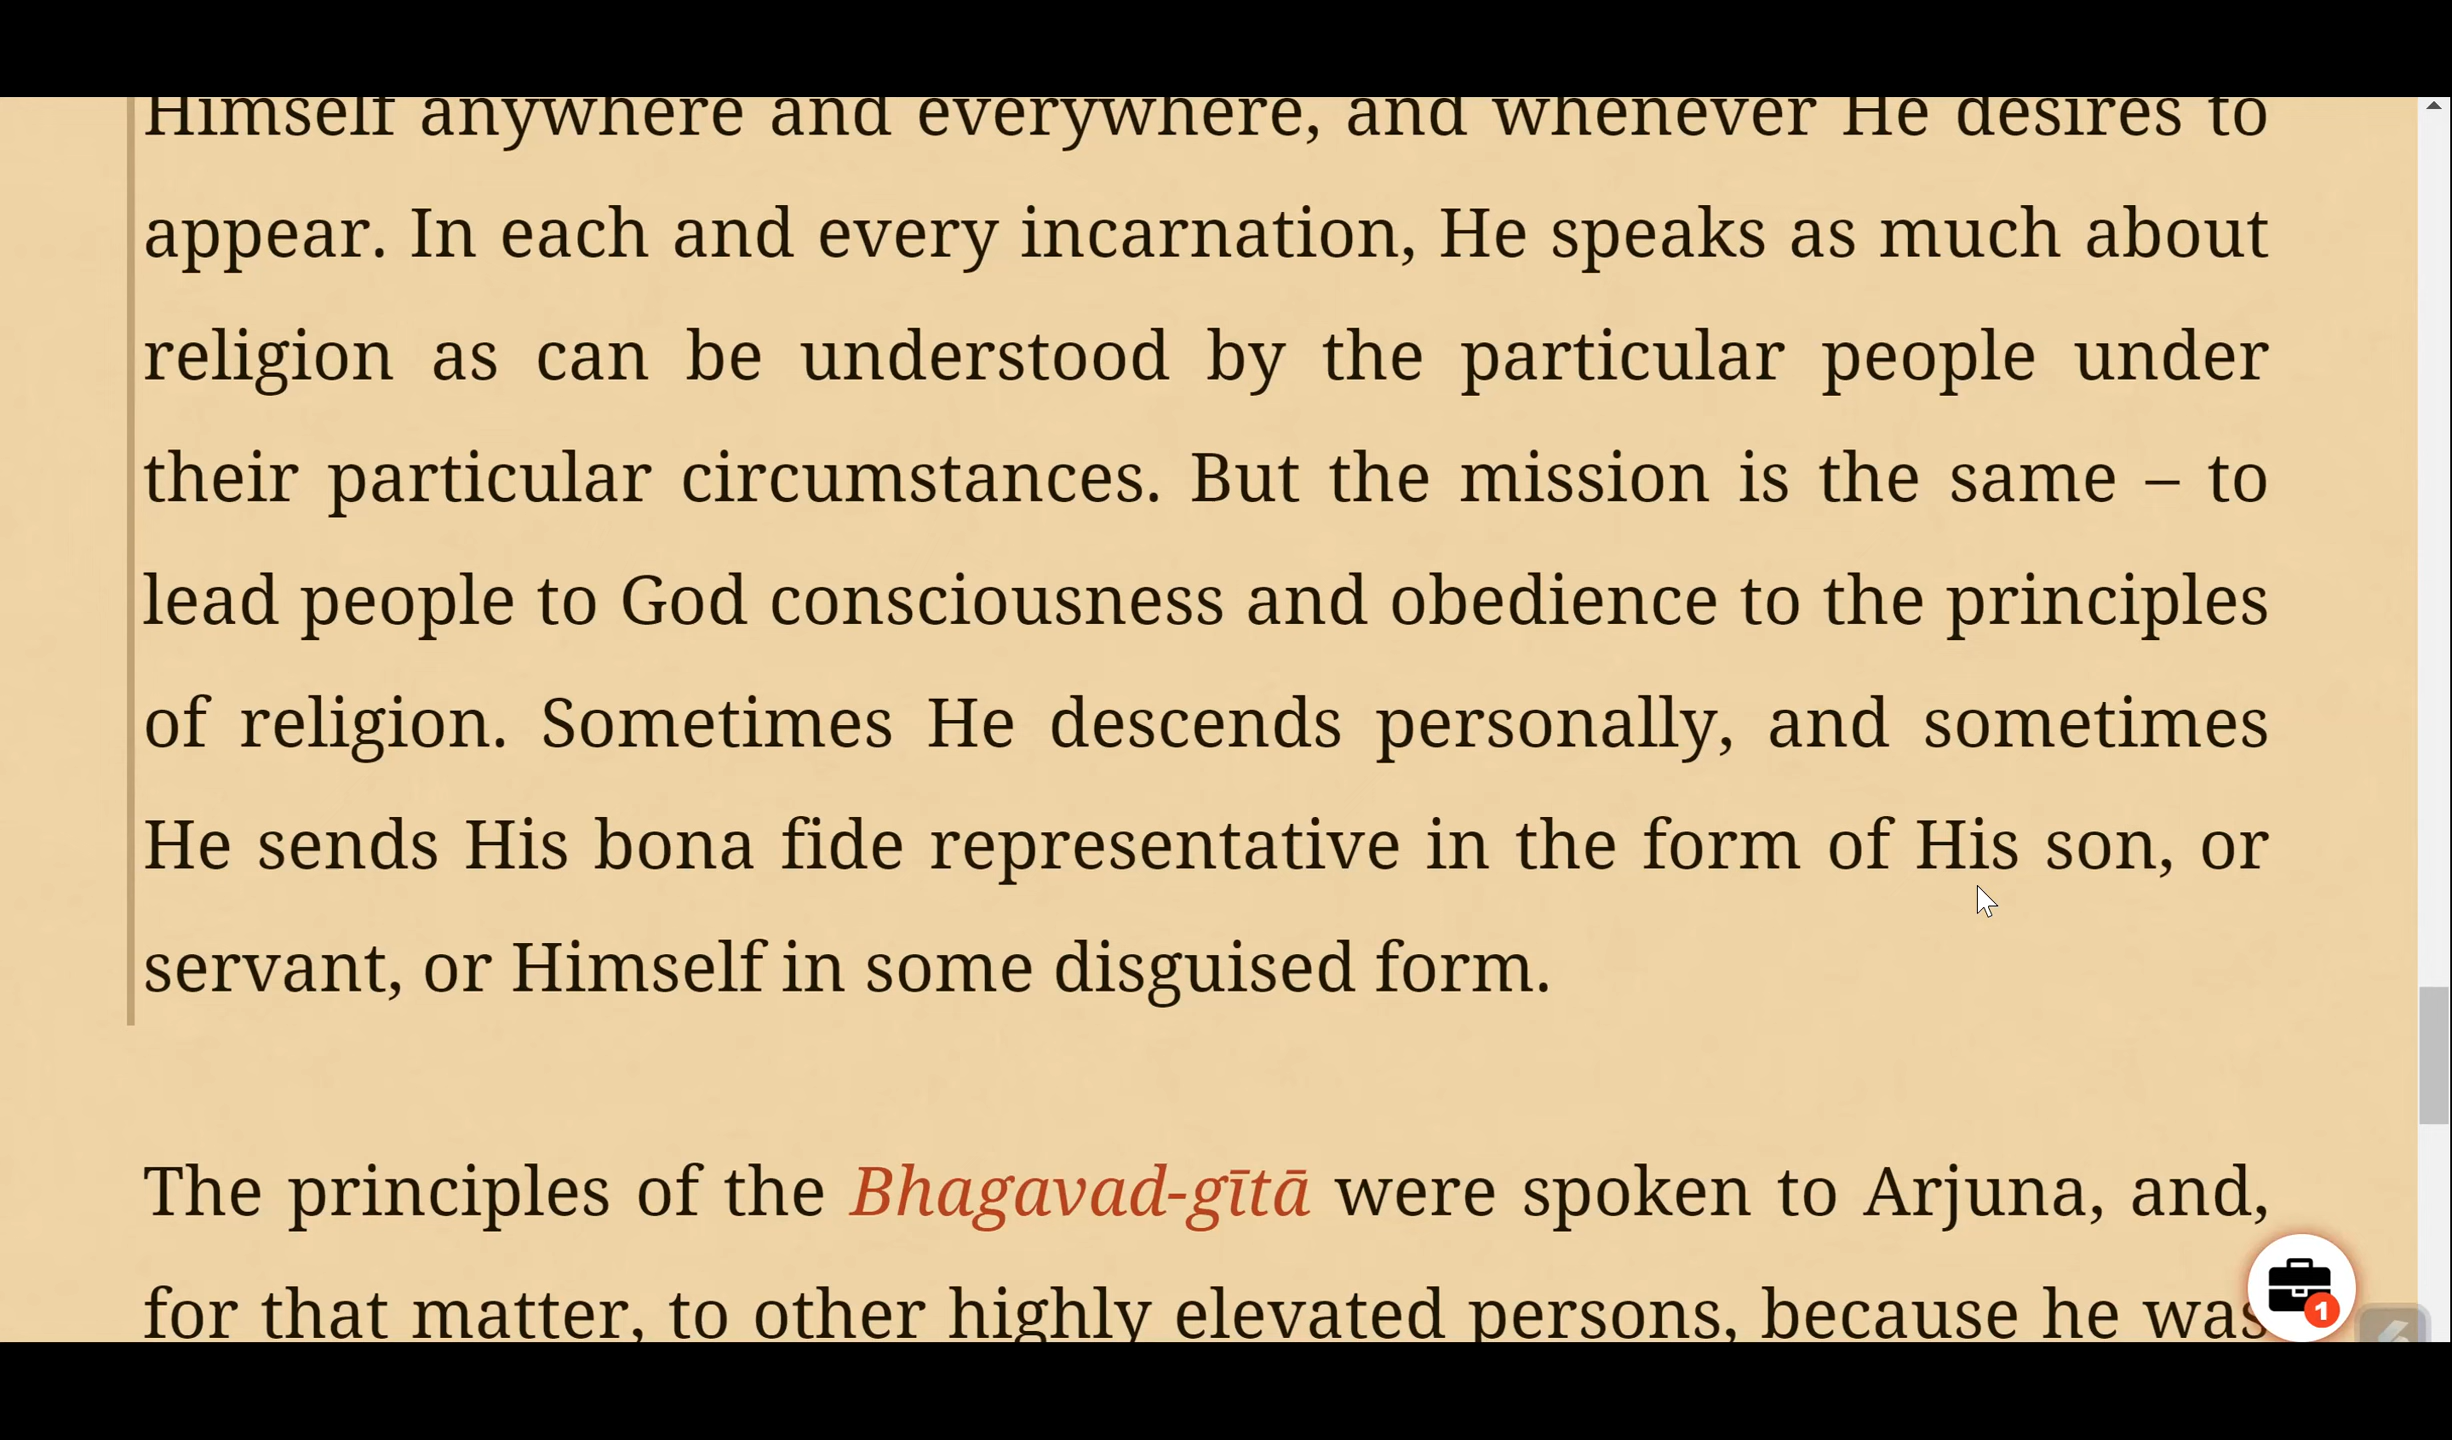 Himself anywhere and everywhere, and whenever He desires to
appear. In each and every incarnation, He speaks as much about
religion as can be understood by the particular people under
their particular circumstances. But the mission is the same – to
lead people to God consciousness and obedience to the principles
of religion. Sometimes He descends personally, and sometimes
He sends His bona fide representative in the form of His son, or
servant, or Himself in some disguised form.
The principles of the Bhagavad-gītā were spoken to Arjuna, and,
for that matter, to other highly elevated persons, because he was
1